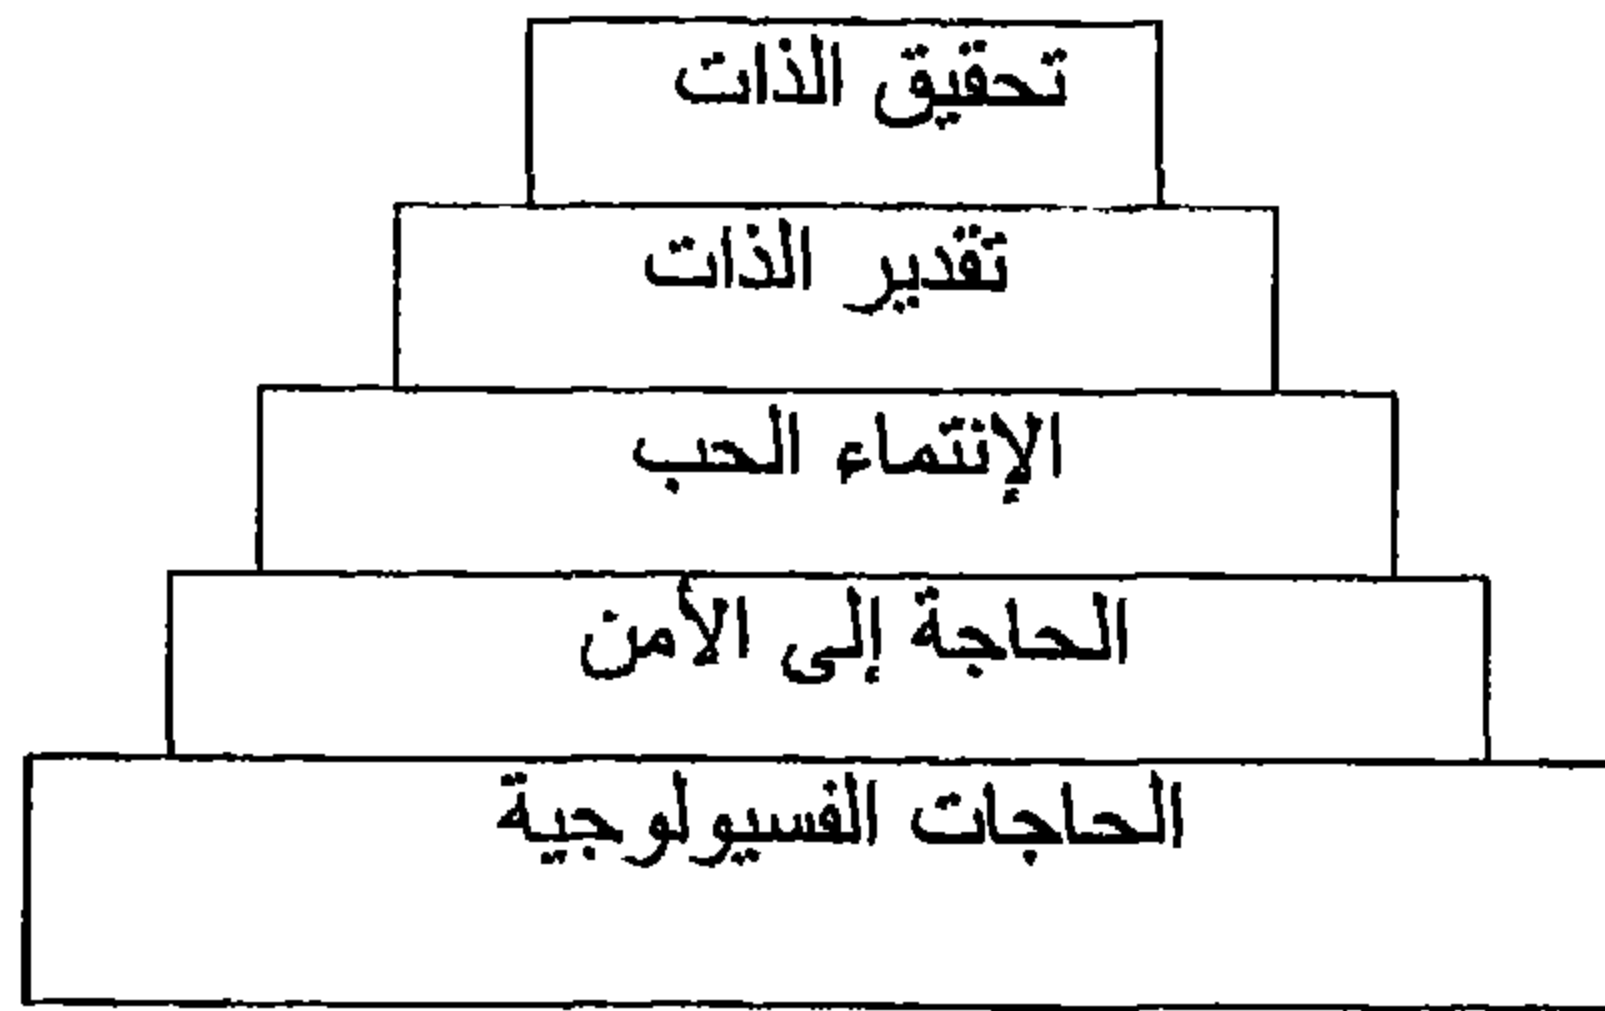 تحقيق الذات
تقدير الذات
الإنتماء الحب
الحاجة إلى الأمن
الحاجات الفسيولوجية